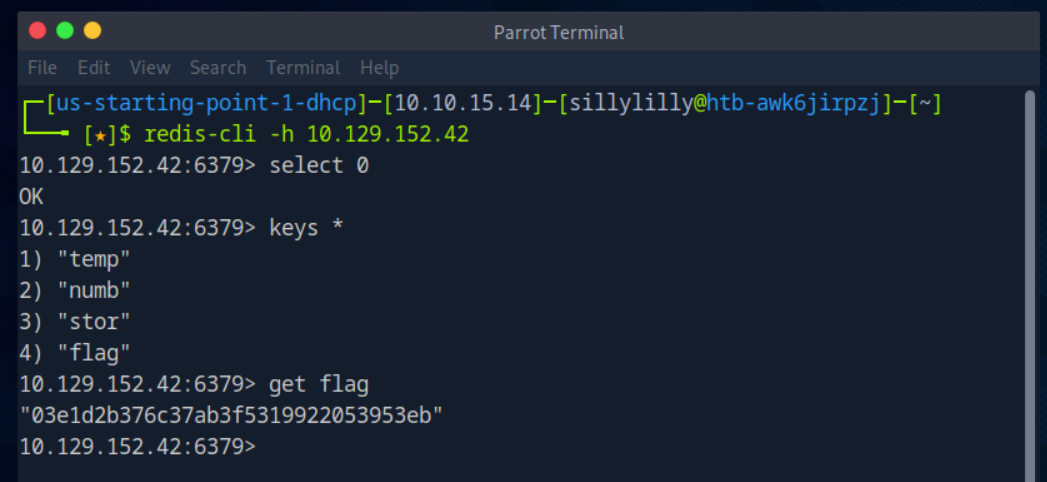 Parrot Terminal
File Edit View Search Terminal Help
┌─[us-starting-point-1-dhcp]─[10.10.15.14]─[sillylilly@htb-awk6jirpzj]─[~]
└──╼ [★]$ redis-cli -h 10.129.152.42
10.129.152.42:6379> select 0
OK
10.129.152.42:6379> keys *
1) "temp"
2) "numb"
3) "stor"
4) "flag"
10.129.152.42:6379> get flag
"03e1d2b376c37ab3f5319922053953eb"
10.129.152.42:6379>